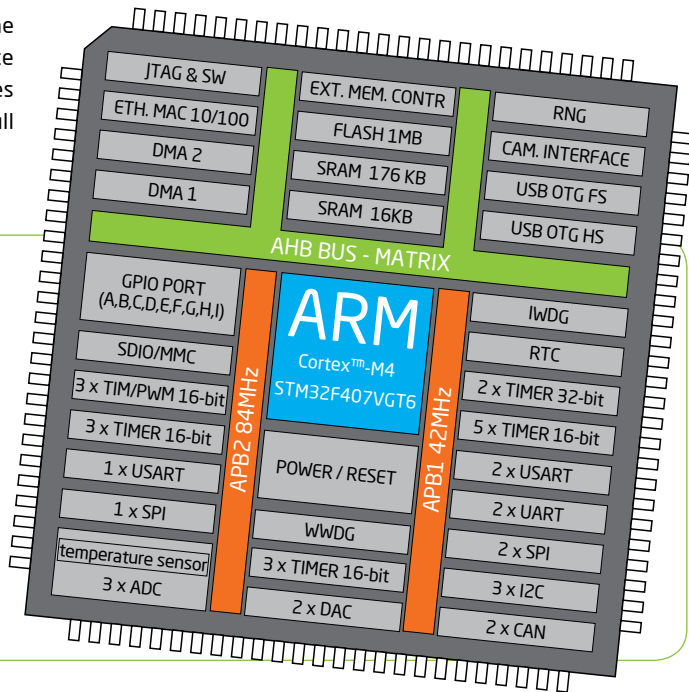 ne
te
es
ull
JTAG & SW
ETH. MAC 10/100
DMA 2
DMA 1
EXT. MEM. CONTR
FLASH 1MB
SRAM 176 KB
SRAM 16KB
RNG
CAM. INTERFACE
USB OTG FS
USB OTG HS
AHB BUS - MATRIX
GPIO PORT
(A,B,C,D,E,F,G,H,I)
SDIO/MMC
3 x TIM/PWM 16-bit
3 x TIMER 16-bit
1 x USART
1 x SPI
temperature sensor
3 x ADC
APB2 84MHz
ARM
Cortex™-M4
STM32F407VGT6
POWER / RESET
WWDG
3 x TIMER 16-bit
2 x DAC
APB1 42MHz
IWDG
RTC
2 x TIMER 32-bit
5 x TIMER 16-bit
2 x USART
2 x UART
2 x SPI
3 x I2C
2 x CAN